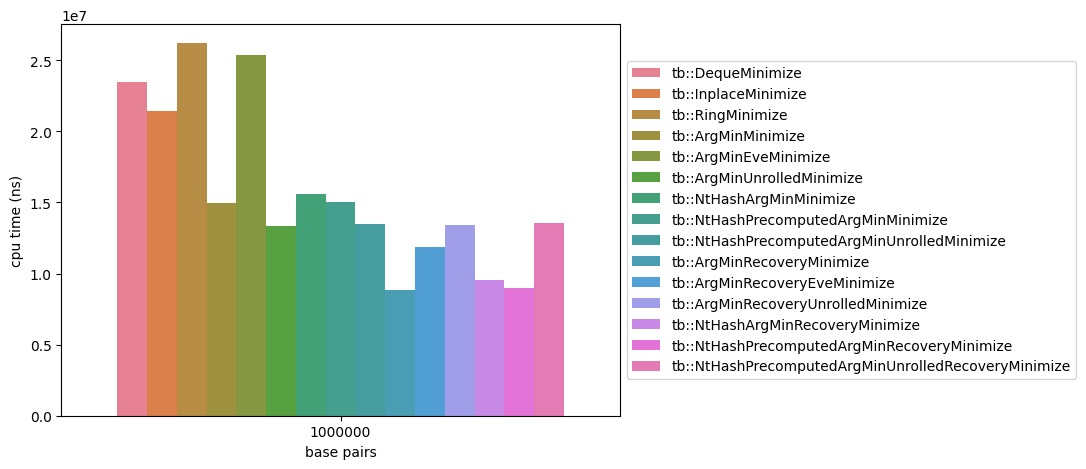 1e7
2.5
2.0
1.5
1.0
0.5
0.0
cpu time (ns)
1000000
base pairs
tb::DequeMinimize
tb::InplaceMinimize
tb::RingMinimize
tb::ArgMinMinimize
tb::ArgMinEveMinimize
tb::ArgMinUnrolledMinimize
tb::NtHashArgMinMinimize
tb::NtHashPrecomputedArgMinMinimize
tb::NtHashPrecomputedArgMinUnrolledMinimize
tb::ArgMinRecoveryMinimize
tb::ArgMinRecoveryEveMinimize
tb::ArgMinRecoveryUnrolledMinimize
tb::NtHashArgMinRecoveryMinimize
tb::NtHashPrecomputedArgMinRecoveryMinimize
tb::NtHashPrecomputedArgMinUnrolledRecoveryMinimize